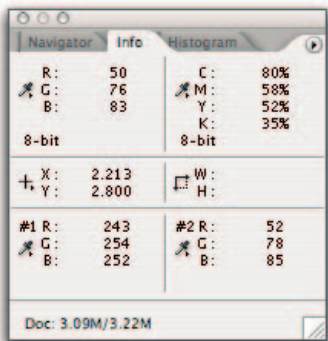 Navigator Info Histogram
R: 50 C: 80%
G: 76 M: 58%
B: 83 Y: 52%
K: 35%
8-bit 8-bit
X: 2.213 W:
Y: 2.800 H:
#1 R: 243 #2 R: 52
G: 254 G: 78
B: 252 B: 85
Doc: 3.09M/3.22M